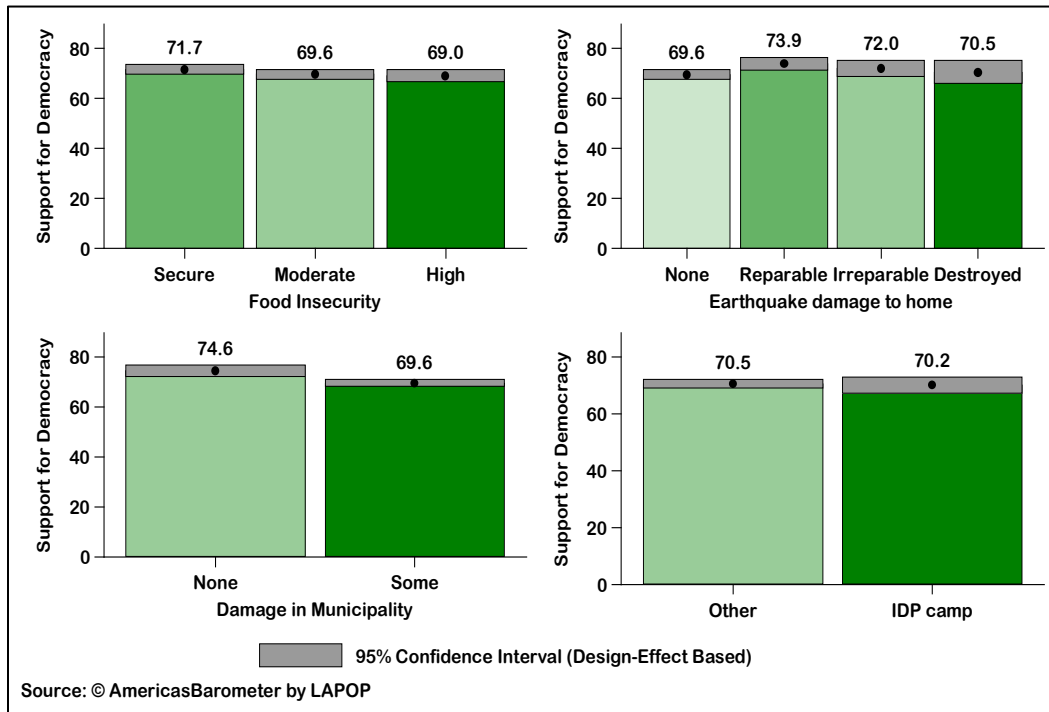 Support for Democracy
80
60
40
20
0
71.7
69.6
69.0
Secure
Moderate
High
Food Insecurity
Support for Democracy
80
60
40
20
0
69.6
73.9
72.0
70.5
None
Reparable
Irreparable
Destroyed
Earthquake damage to home
Support for Democracy
80
60
40
20
0
74.6
69.6
None
Some
Damage in Municipality
Support for Democracy
80
60
40
20
0
70.5
70.2
Other
IDP camp
95% Confidence Interval (Design-Effect Based)
Source: © AmericasBarometer by LAPOP